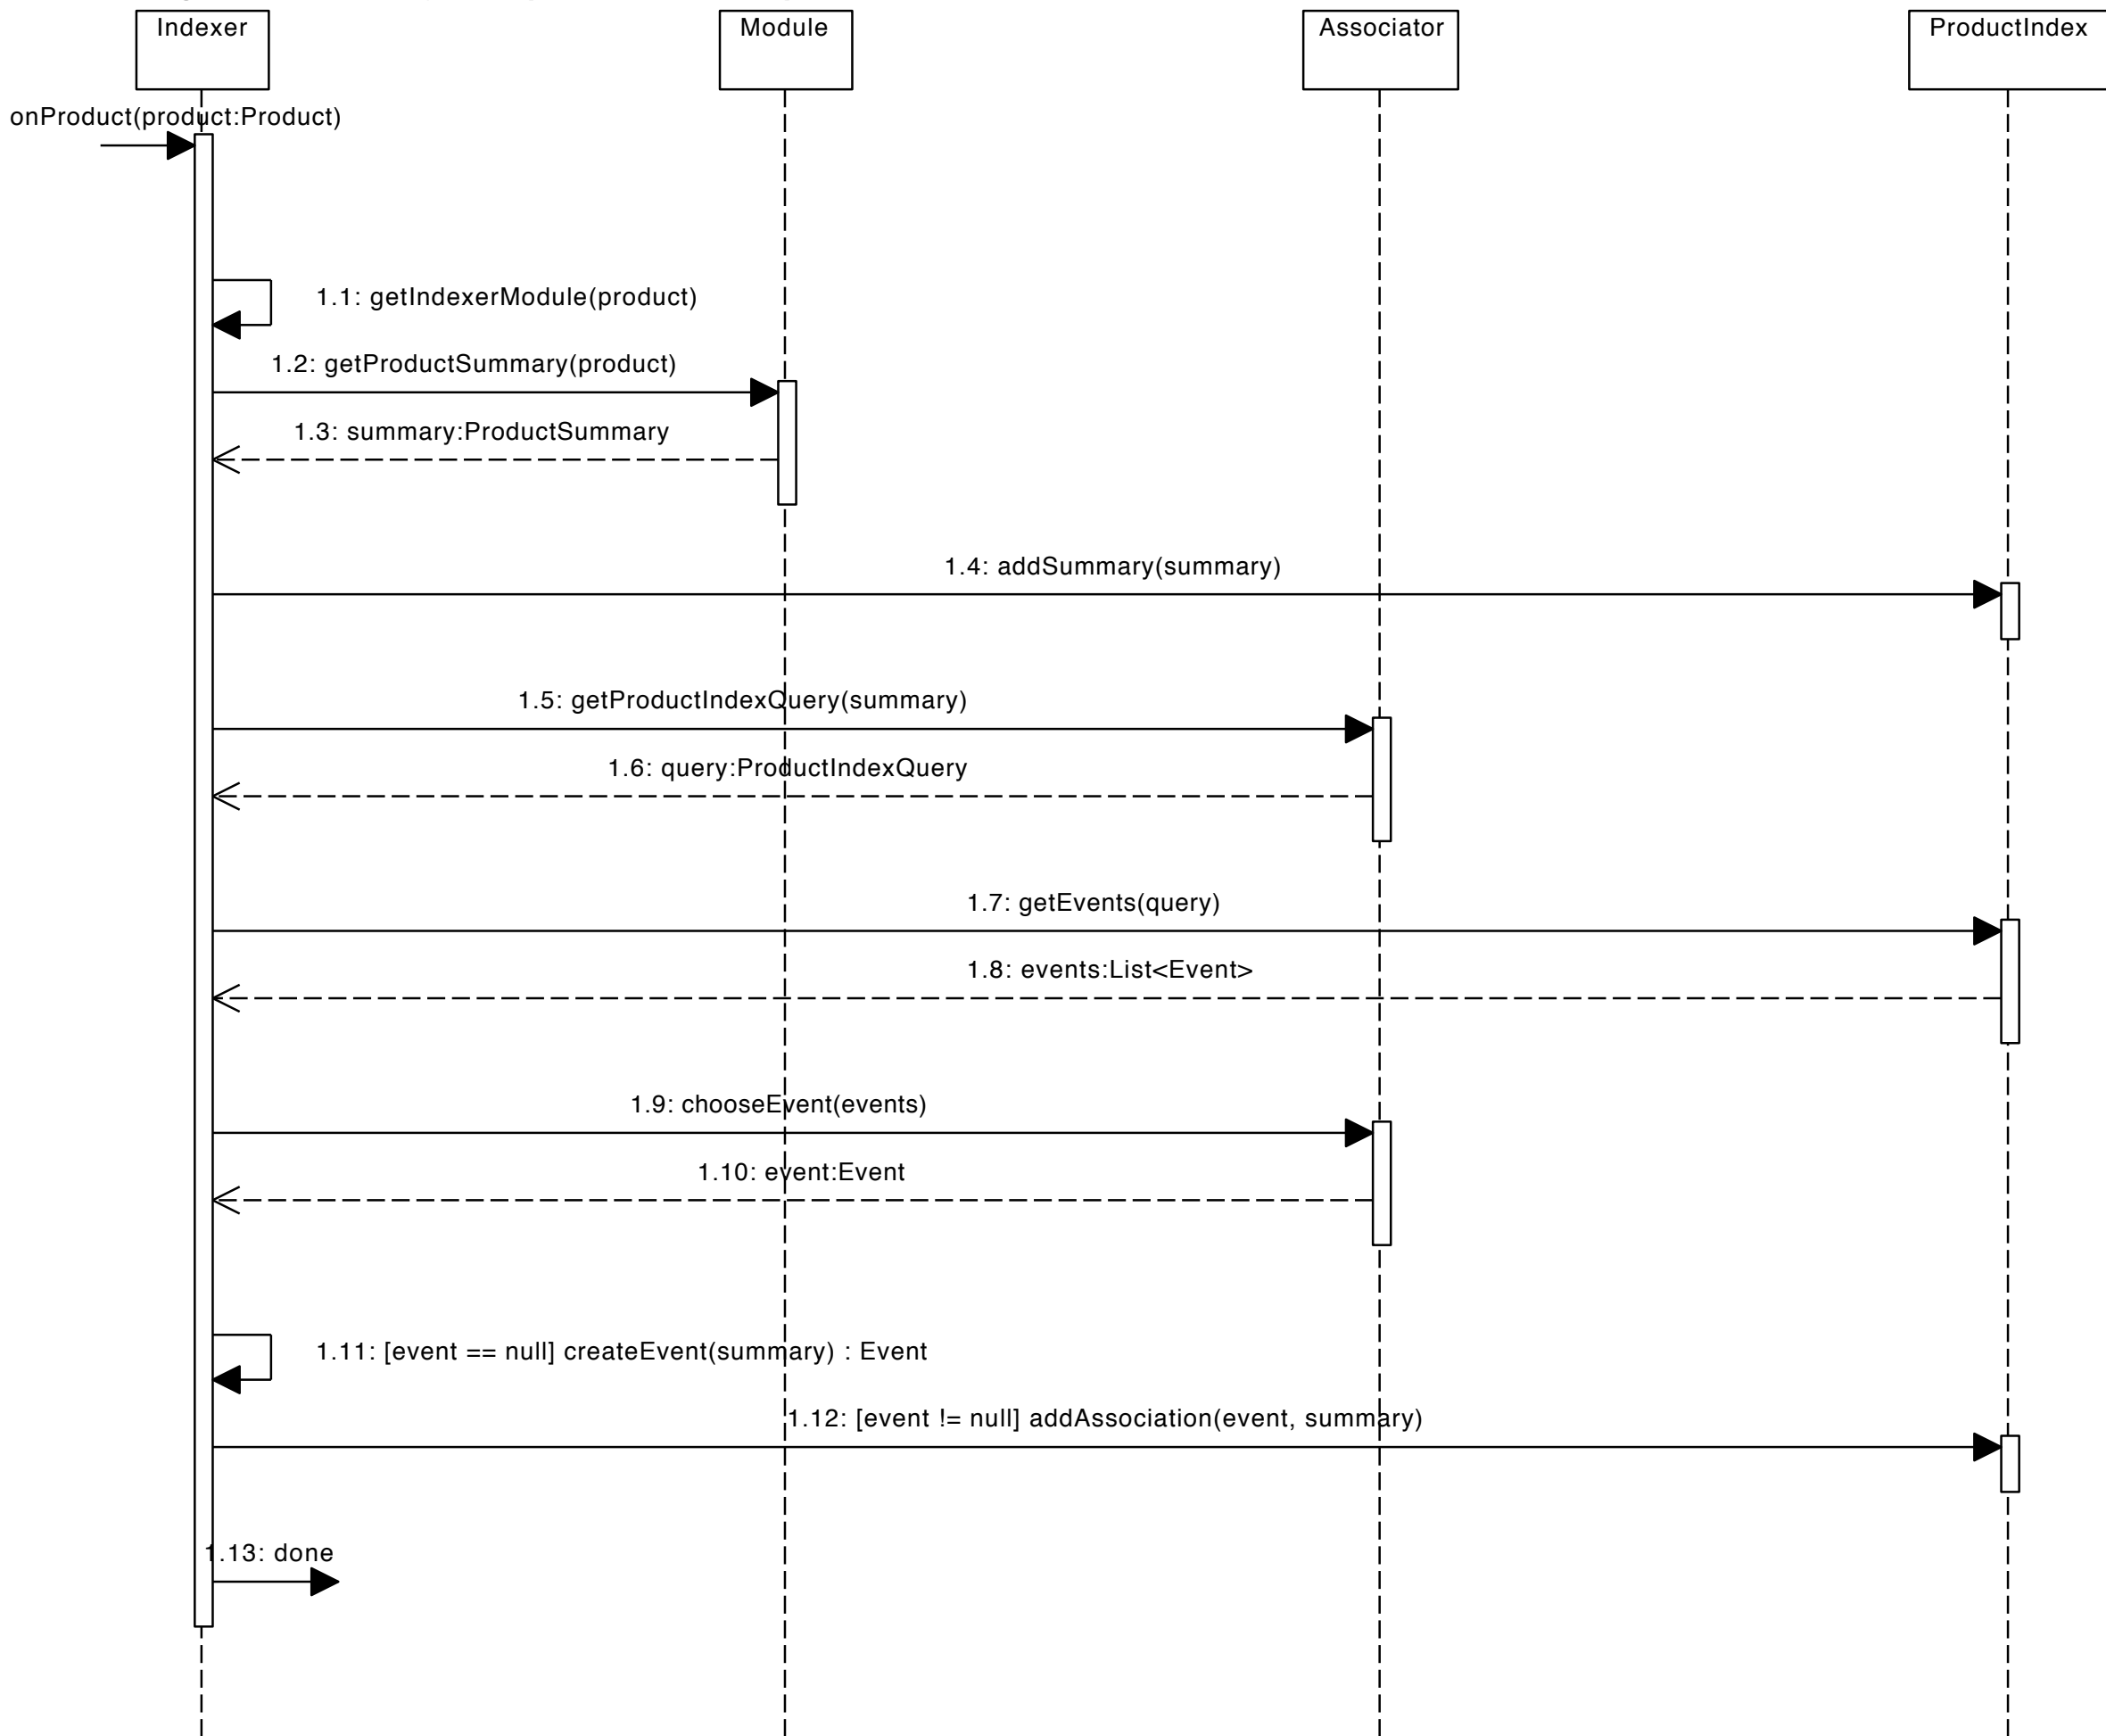 Indexer
Module
Associator
ProductIndex
onProduct(product:Product)
1.1: getIndexerModule(product)
1.2: getProductSummary(product)
1.3: summary:ProductSummary
1.4: addSummary(summary)
1.5: getProductIndexQuery(summary)
1.6: query:ProductIndexQuery
1.7: getEvents(query)
1.8: events:List<Event>
1.9: chooseEvent(events)
1.10: event:Event
1.11: [event == null] createEvent(summary) : Event
1.12: [event != null] addAssociation(event, summary)
1.13: done